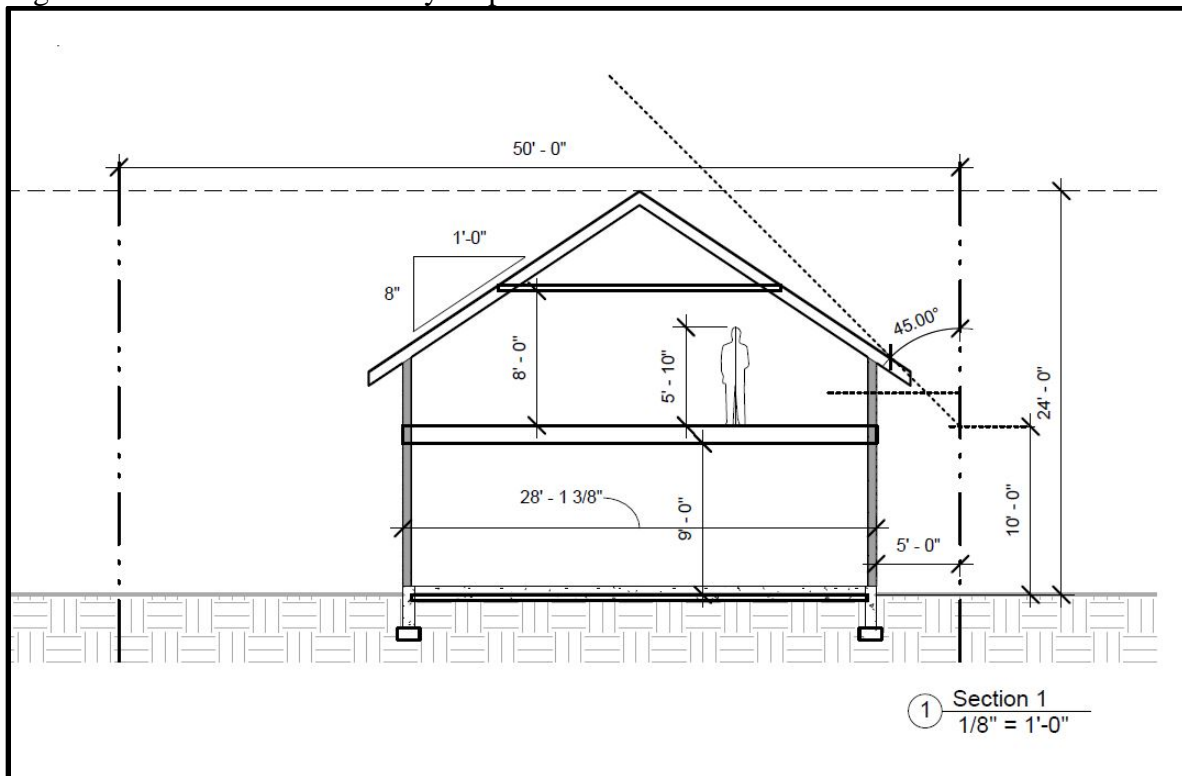 50' - 0"
1'-0"
8"
45.00°
8' - 0"
5' - 10"
24' - 0"
28' - 1 3/8"
9' - 0"
10' - 0"
5' - 0"
1
Section 1
1/8" = 1'-0"